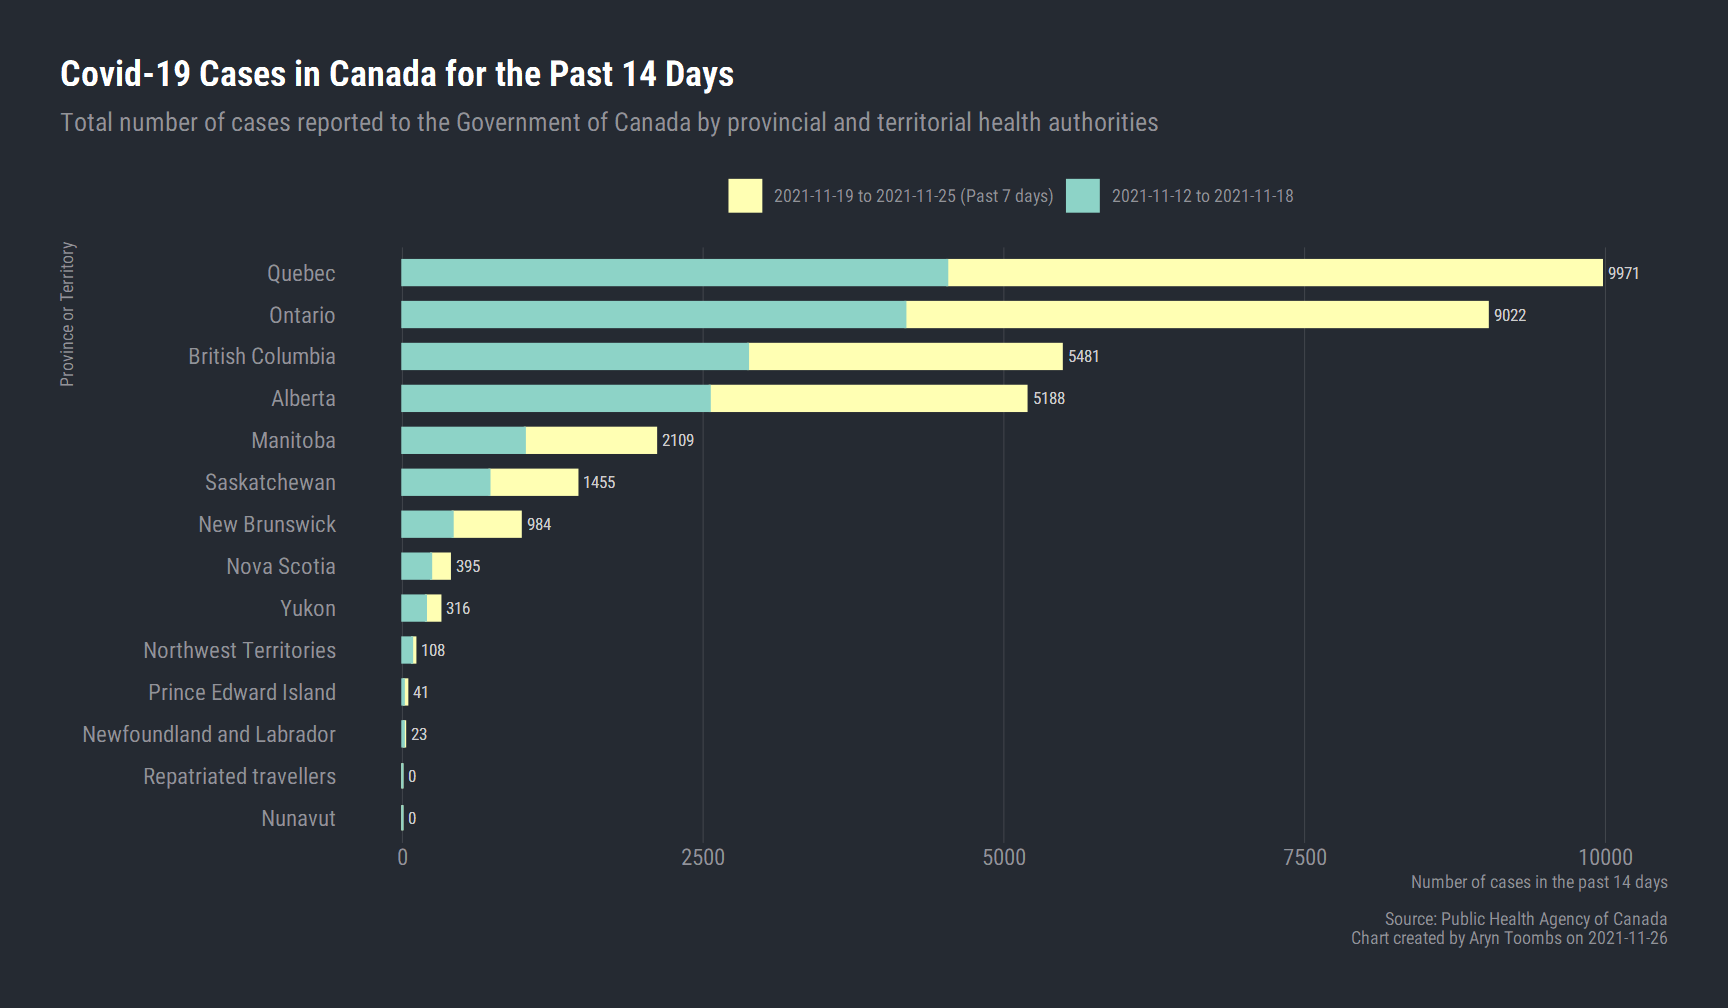 Covid-19 Cases in Canada for the Past 14 Days
Total number of cases reported to the Government of Canada by provincial and territorial health authorities
2021-11-19 to 2021-11-25 (Past 7 days) 2021-11-12 to 2021-11-18
Province or Territory
Quebec 9971
Ontario 9022
British Columbia 5481
Alberta 5188
Manitoba 2109
Saskatchewan 1455
New Brunswick 984
Nova Scotia 395
Yukon 316
Northwest Territories 108
Prince Edward Island 41
Newfoundland and Labrador 23
Repatriated travellers 0
Nunavut 0
0 2500 5000 7500 10000
Number of cases in the past 14 days
Source: Public Health Agency of Canada
Chart created by Aryn Toombs on 2021-11-26